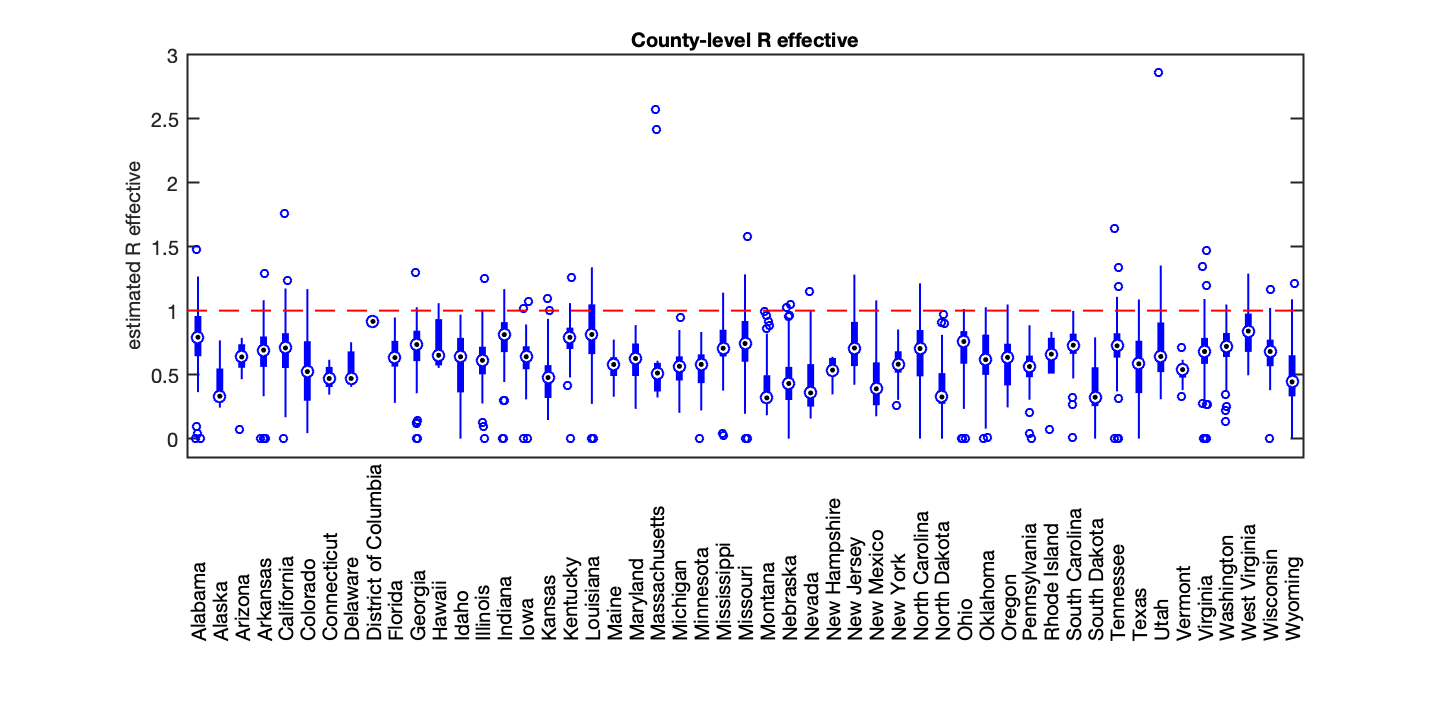 County-level R effective
estimated R effective
3
2.5
2
1.5
1
0.5
0
Alabama
Alaska
Arizona
Arkansas
California
Colorado
Connecticut
Delaware
District of Columbia
Florida
Georgia
Hawaii
Idaho
Illinois
Indiana
Iowa
Kansas
Kentucky
Louisiana
Maine
Maryland
Massachusetts
Michigan
Minnesota
Mississippi
Missouri
Montana
Nebraska
Nevada
New Hampshire
New Jersey
New Mexico
New York
North Carolina
North Dakota
Ohio
Oklahoma
Oregon
Pennsylvania
Rhode Island
South Carolina
South Dakota
Tennessee
Texas
Utah
Vermont
Virginia
Washington
West Virginia
Wisconsin
Wyoming